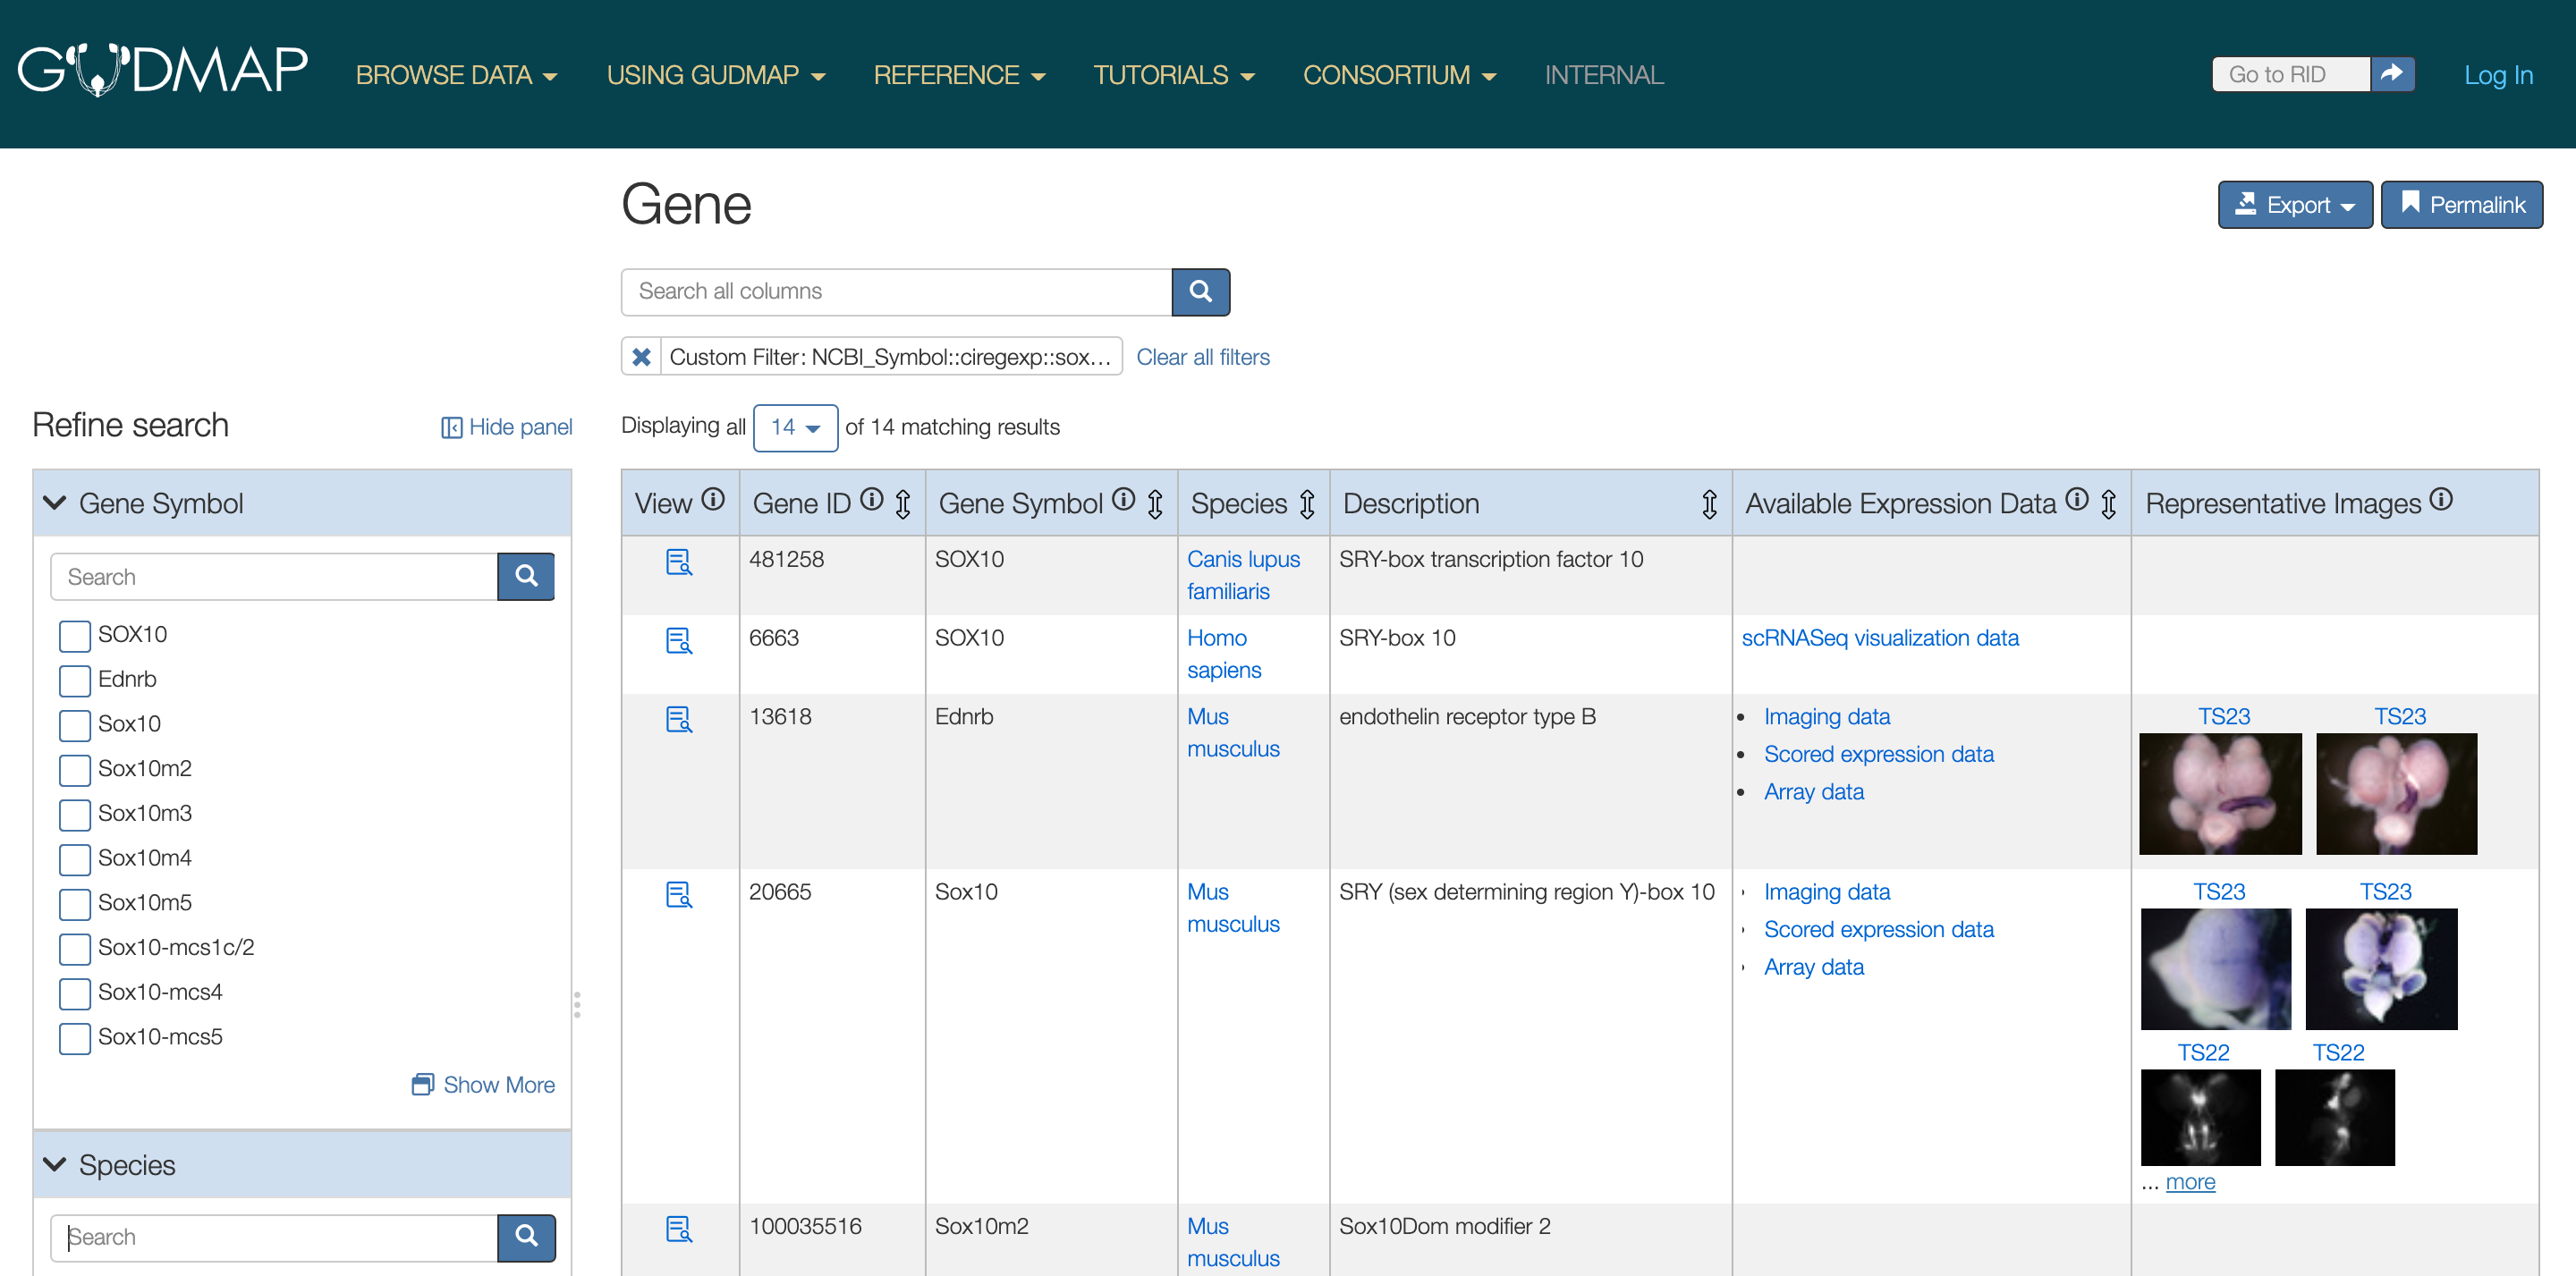 GUDMAP
BROWSE DATA
USING GUDMAP
REFERENCE
TUTORIALS
CONSORTIUM
INTERNAL
Go to RID
Log In
Gene
Export
Permalink
Search all columns
Custom Filter: NCBI_Symbol::ciregexp::sox...
Clear all filters
Refine search
Hide panel
Displaying all 14 of 14 matching results
Gene Symbol
Search
SOX10
Ednrb
Sox10
Sox10m2
Sox10m3
Sox10m4
Sox10m5
Sox10-mcs1c/2
Sox10-mcs4
Sox10-mcs5
Show More
Species
Search
View Gene ID Gene Symbol Species Description Available Expression Data Representative Images
481258 SOX10 Canis lupus SRY-box transcription factor 10
familiaris
6663 SOX10 Homo SRY-box 10 scRNASeq visualization data
sapiens
13618 Ednrb Mus endothelin receptor type B • Imaging data TS23 TS23
musculus • Scored expression data
• Array data
20665 Sox10 Mus SRY (sex determining region Y)-box 10 Imaging data TS23 TS23
musculus Scored expression data
Array data
TS22 TS22
... more
100035516 Sox10m2 Mus Sox10Dom modifier 2
musculus